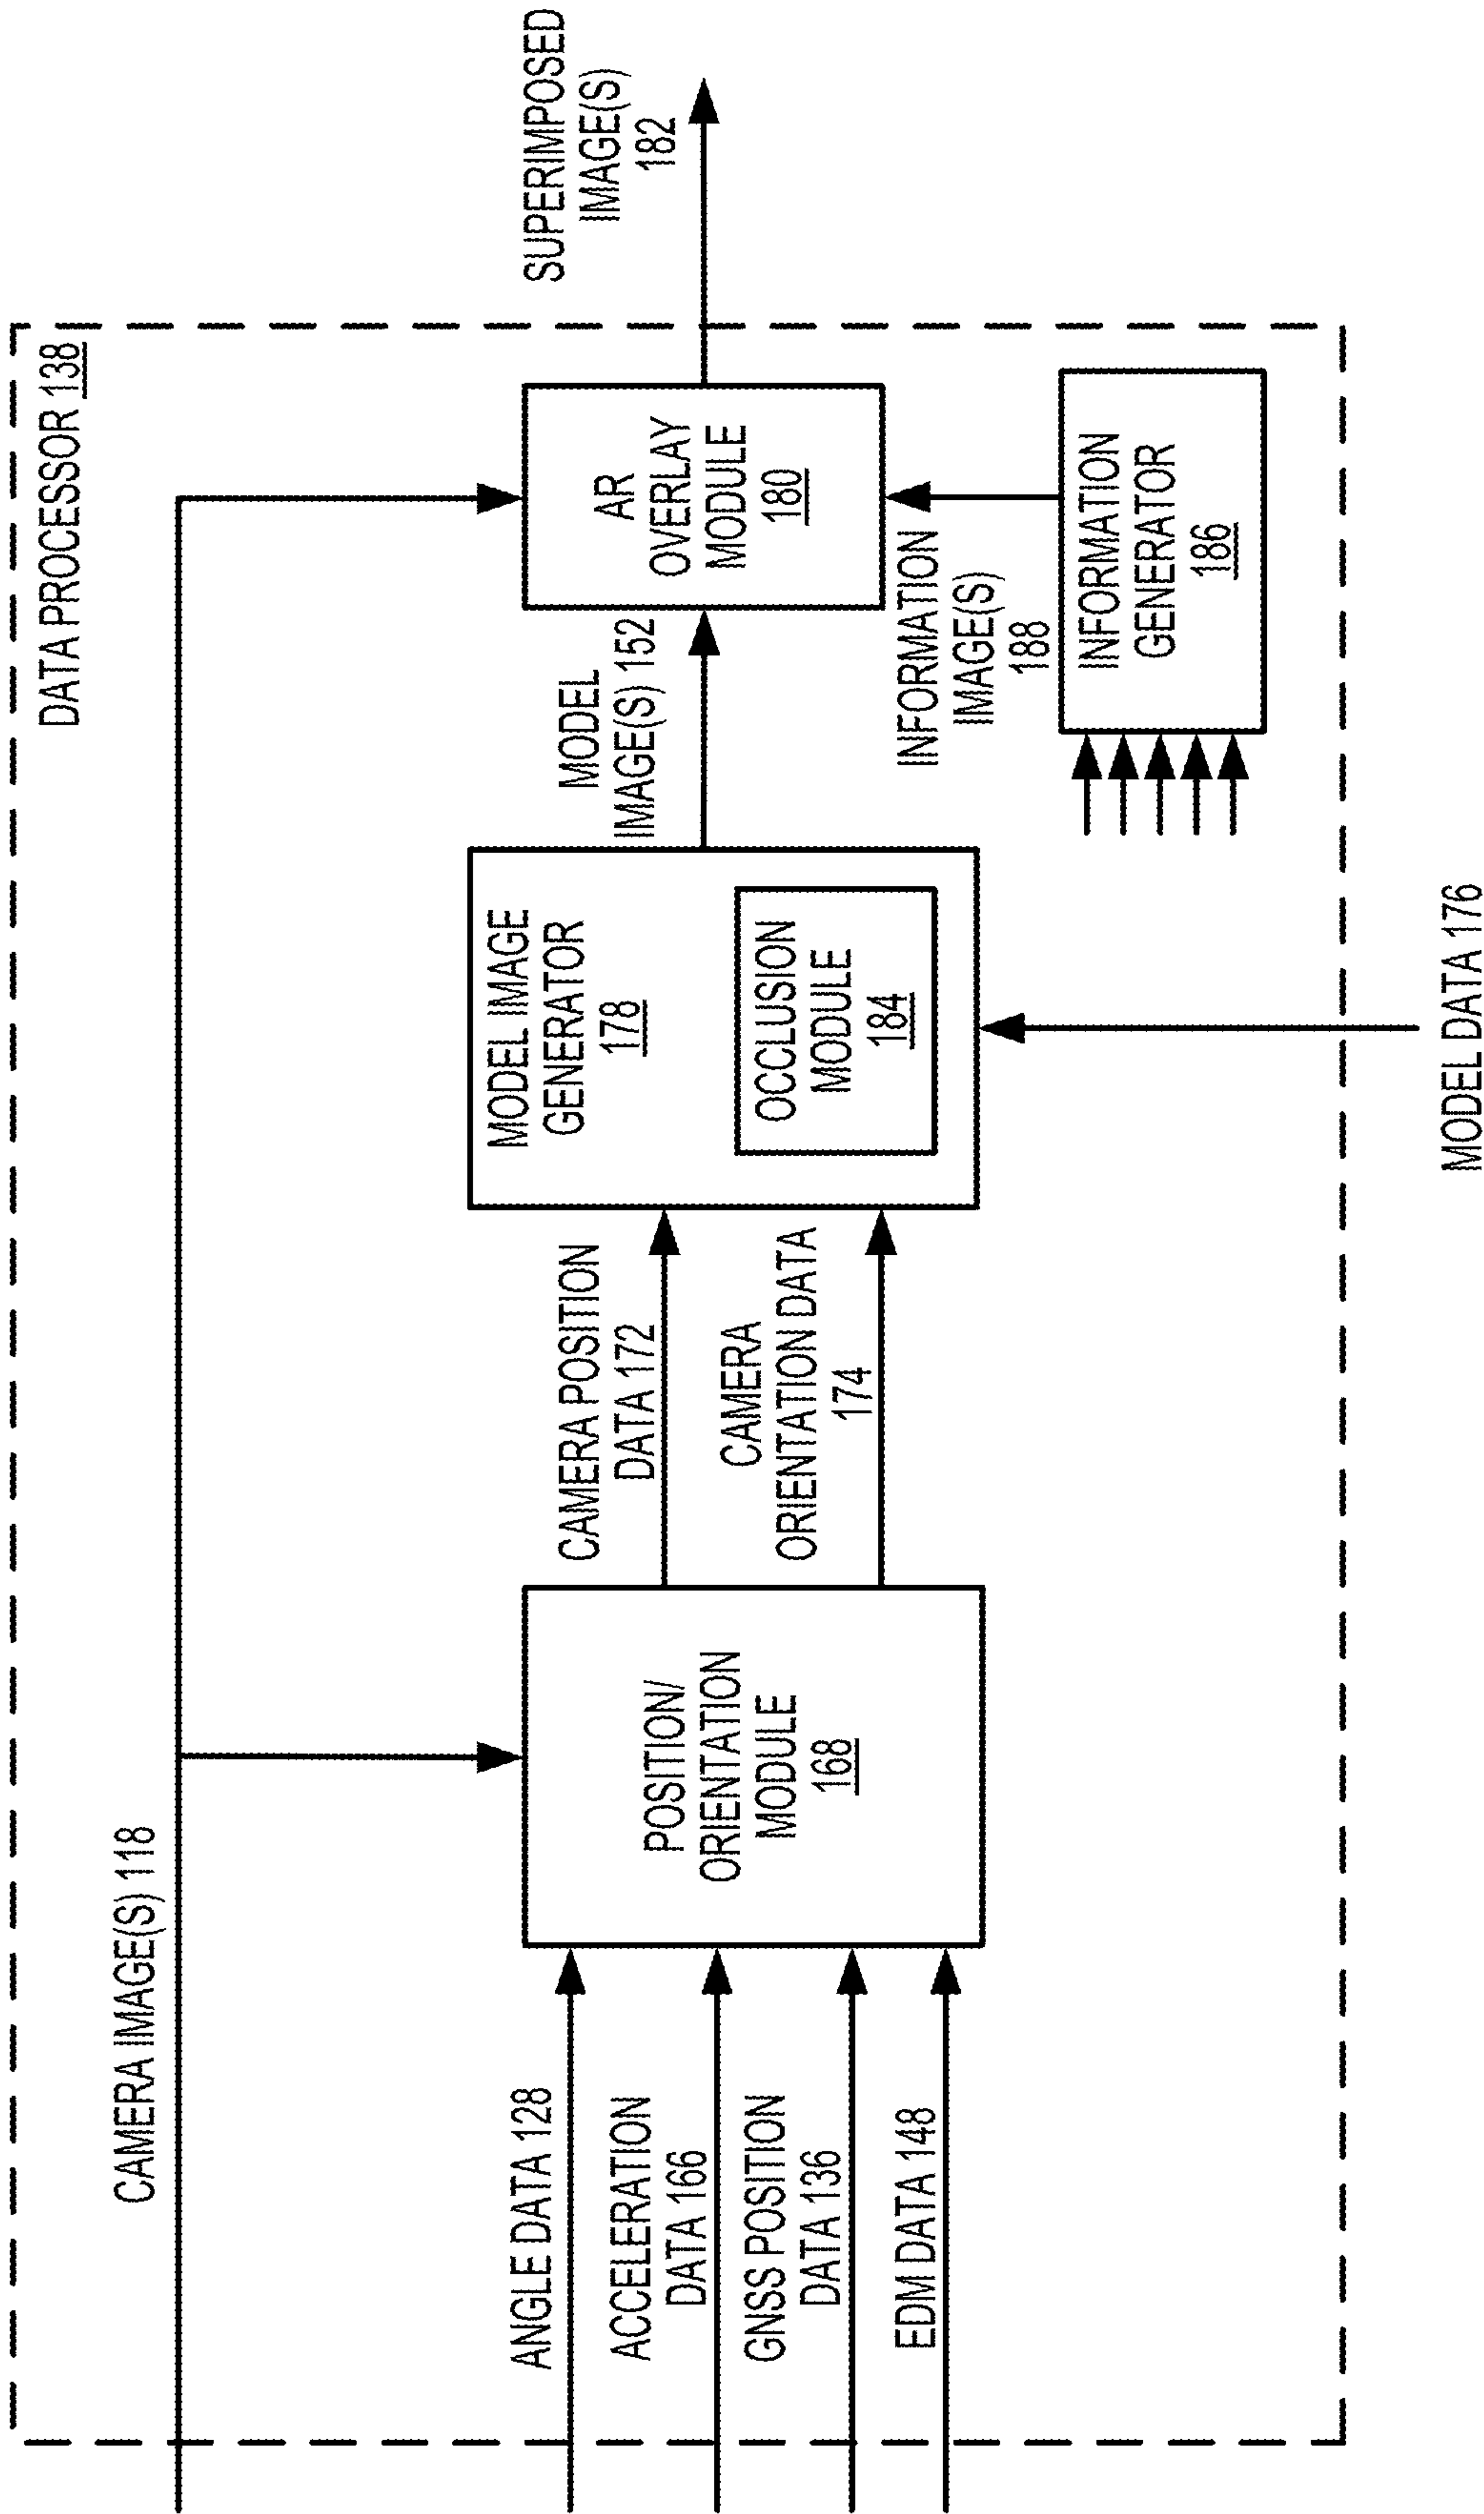 DATA PROCESSOR 138
CAMERA IMAGE(S) 118
ANGLE DATA 128
ACCELERATION
DATA 166
GNSS POSITION
DATA 136
EDM DATA 148
POSITION/
ORIENTATION
MODULE
168
CAMERA POSITION
DATA 172
CAMERA
ORIENTATION DATA
174
MODEL IMAGE
GENERATOR
178
OCCLUSION
MODULE
184
MODEL DATA 176
MODEL
IMAGE(S) 152
AR
OVERLAY
MODULE
180
INFORMATION
IMAGE(S)
188
INFORMATION
GENERATOR
186
SUPERIMPOSED
IMAGE(S)
182